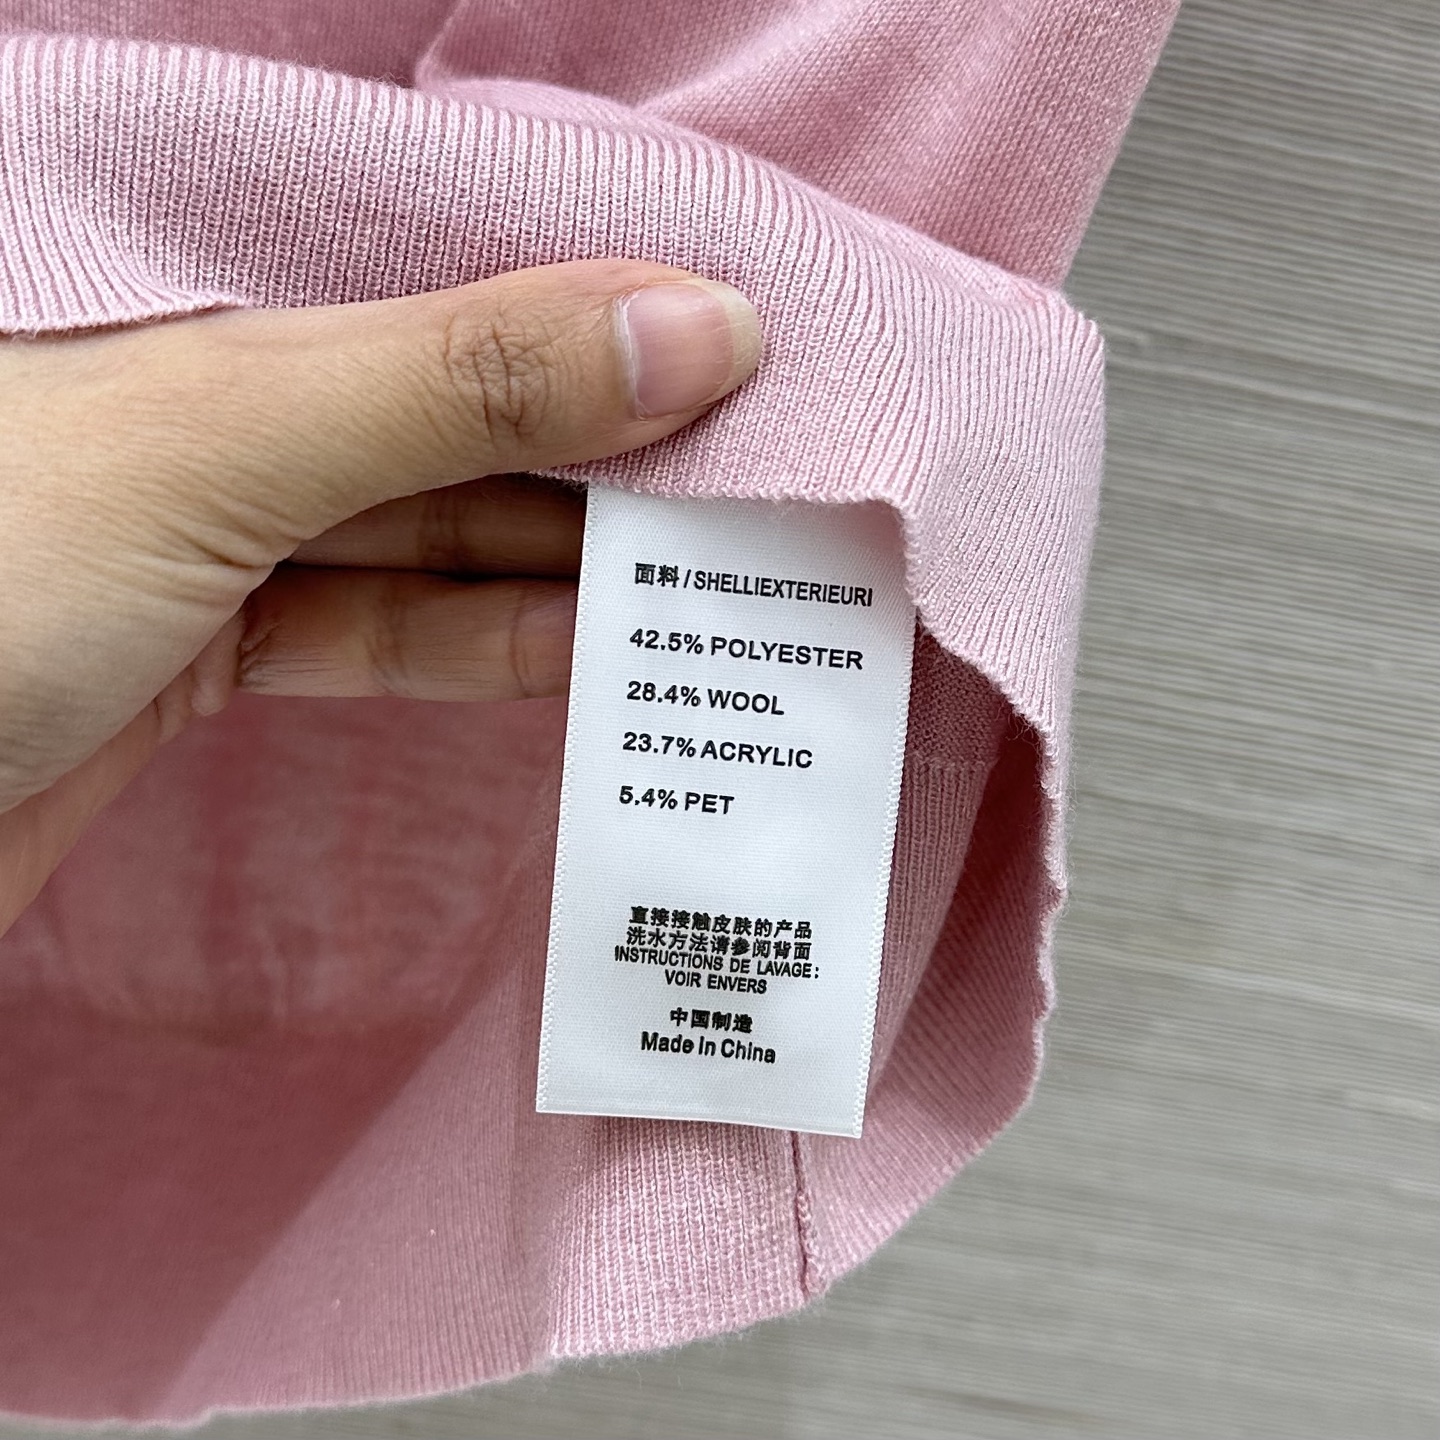 面料/SHELLIEXTERIEURI
42.5% POLYESTER
28.4% WOOL
23.7% ACRYLIC
5.4% PET
直接接触皮肤的产品
洗水方法请参阅背面
INSTRUCTIONS DE LAVAGE:
VOIR ENVERS
中国制造
Made In China